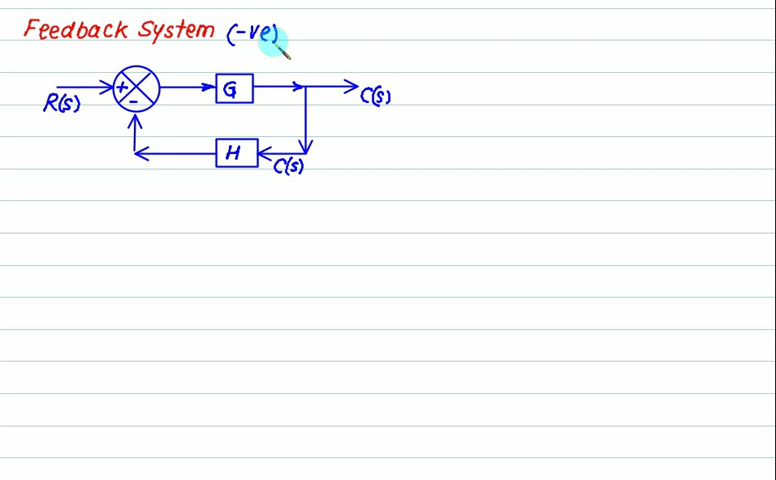 Feedback System (-ve)
+
G
R(s)
-
C(s)
H
C(s)